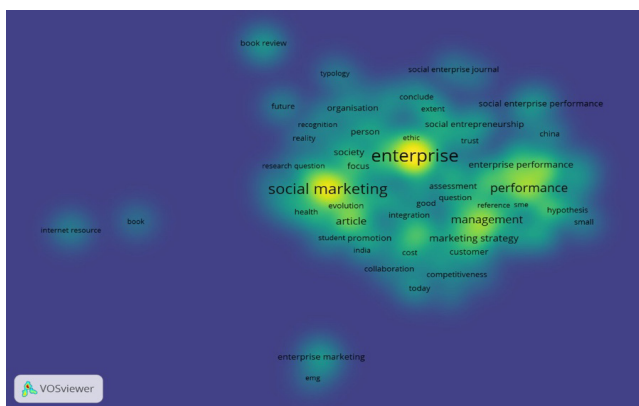 book review
typology
social enterprise journal
future
organisation
conclude
extent
social enterprise performance
recognition
person
ethic
social entrepreneurship
china
reality
trust
society
enterprise
research question
focus
enterprise performance
social marketing
assessment
performance
evolution
good
question
reference
sme
hypothesis
health
article
integration
management
small
book
internet resource
student
promotion
marketing strategy
india
cost
customer
collaboration
competitiveness
today
enterprise marketing
emg
VOSviewer